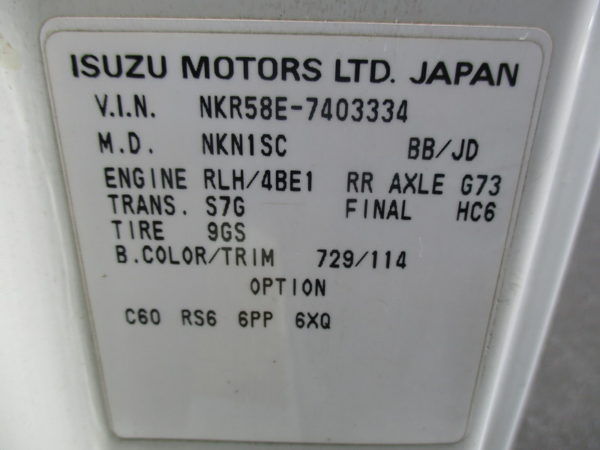 ISUZU MOTORS LTD. JAPAN
V.I.N. NKR58E-7403334
M.D. NKN1SC BB/JD
ENGINE RLH/4BE1 RR AXLE G73
TRANS. S7G FINAL HC6
TIRE 9GS
B.COLOR/TRIM 729/114
OPTION
C60 RS6 6PP 6XQ